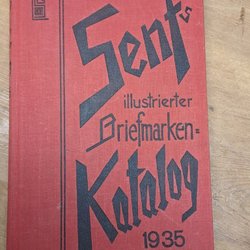 Senf's
illustrierter
Briefmarken=
Katalog
1935